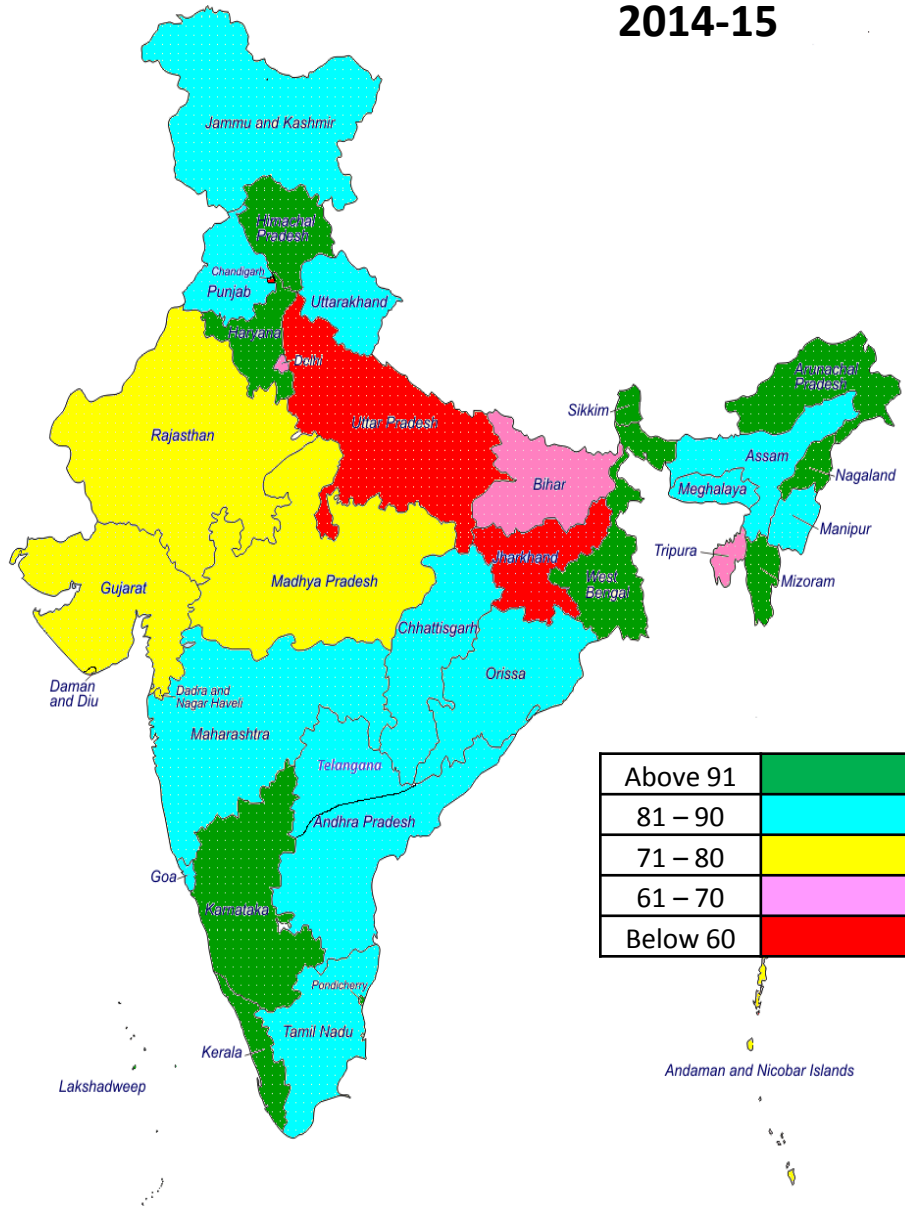 2014-15
Jammu and Kashmir
Himachal
Pradesh
Chandigarh
Punjab
Uttarakhand
Haryana
Delhi
Arunachal
Pradesh
Sikkim
Uttar Pradesh
Rajasthan
Assam
Nagaland
Bihar
Meghalaya
Manipur
Tripura
Jharkhand
Mizoram
Madhya Pradesh
West
Bengal
Gujarat
Chhattisgarh
Orissa
Daman
and Diu
Dadra and
Nagar Haveli
Maharashtra
Telangana
Andhra Pradesh
Above 91
81 – 90
71 – 80
61 – 70
Below 60
Goa
Karnataka
Pondicherry
Tamil Nadu
Kerala
Lakshadweep
Andaman and Nicobar Islands